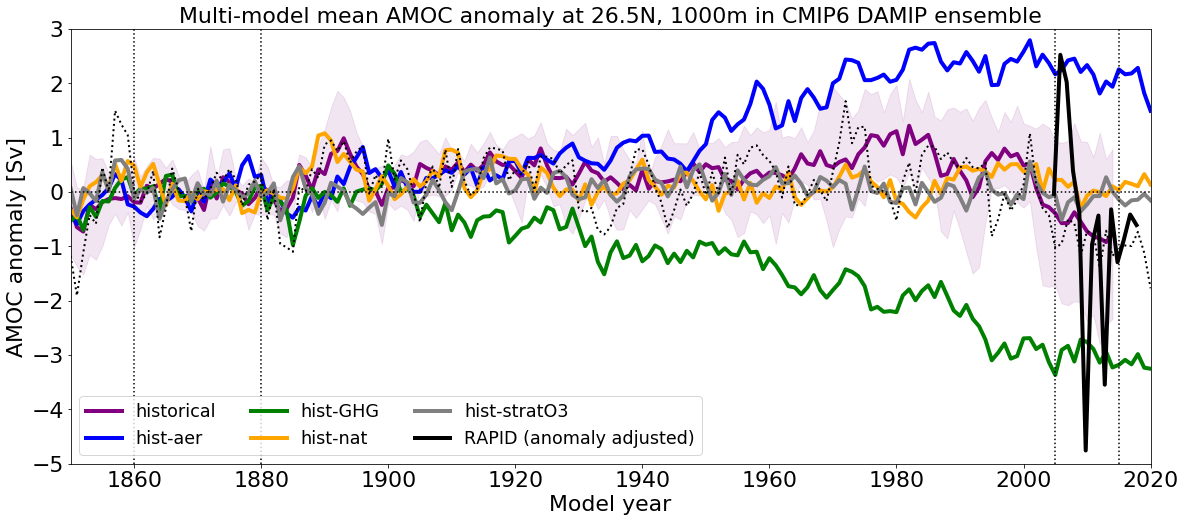 Multi-model mean AMOC anomaly at 26.5N, 1000m in CMIP6 DAMIP ensemble
AMOC anomaly [Sv]
3
2
1
0
−1
−2
−3
−4
−5
historical
hist-aer
hist-GHG
hist-nat
hist-stratO3
RAPID (anomaly adjusted)
1860 1880 1900 1920 1940 1960 1980 2000 2020
Model year